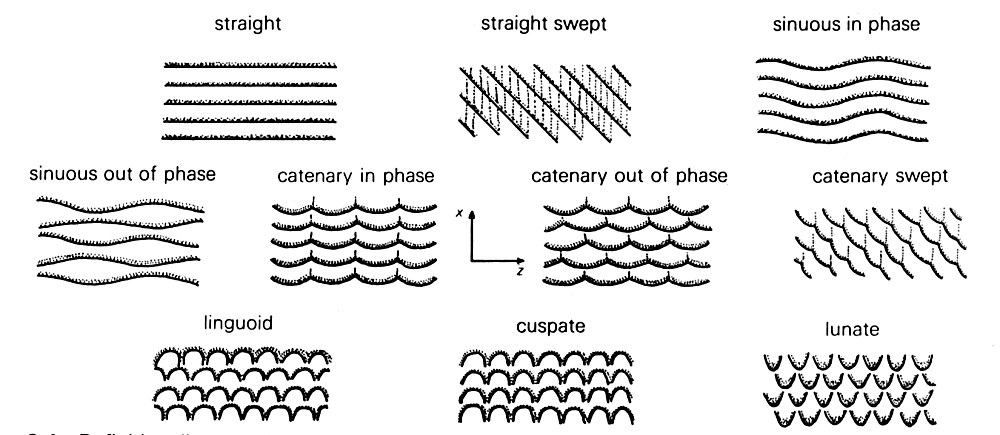 straight
straight swept
sinuous in phase
sinuous out of phase
catenary in phase
catenary out of phase
catenary swept
x
z
linguoid
cuspate
lunate